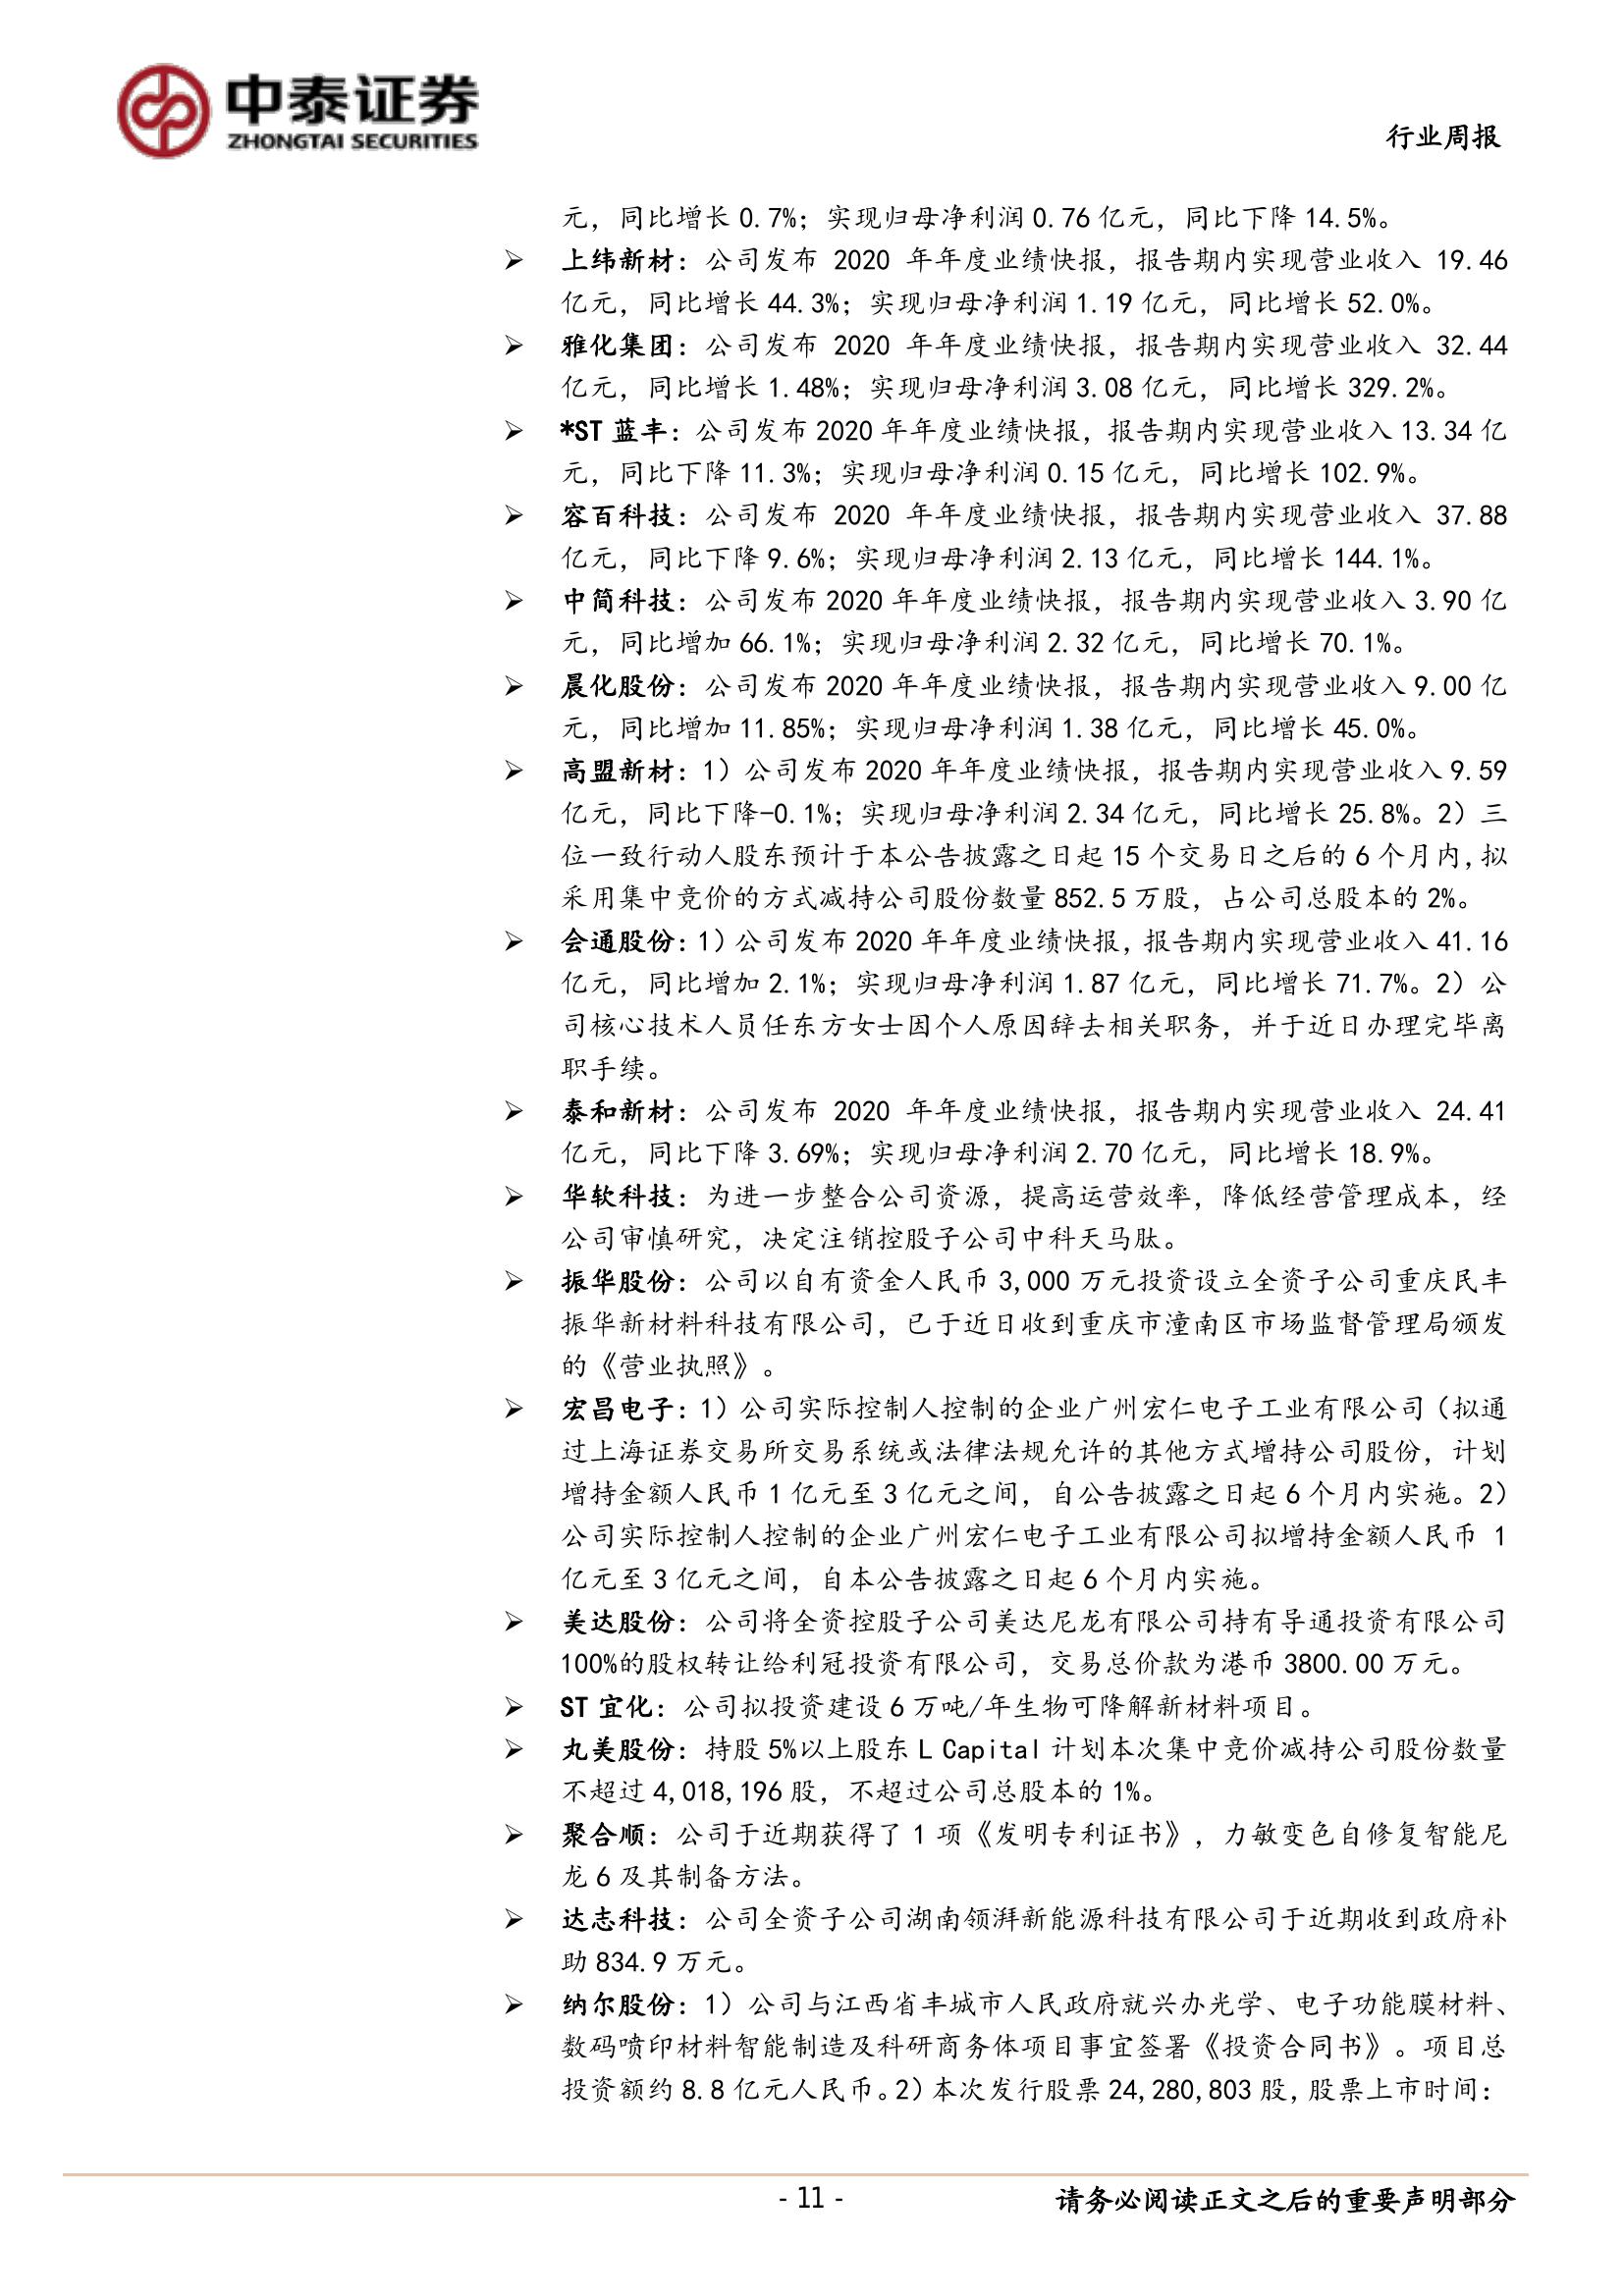 中泰证券
ZHONGTAI SECURITIES
行业周报
元，同比增长 0.7%；实现归母净利润 0.76 亿元，同比下降 14.5%。
➢ 上纬新材：公司发布 2020 年年度业绩快报，报告期内实现营业收入 19.46
亿元，同比增长 44.3%；实现归母净利润 1.19 亿元，同比增长 52.0%。
➢ 雅化集团：公司发布 2020 年年度业绩快报，报告期内实现营业收入 32.44
亿元，同比增长 1.48%；实现归母净利润 3.08 亿元，同比增长 329.2%。
➢ *ST 蓝丰：公司发布 2020 年年度业绩快报，报告期内实现营业收入 13.34 亿
元，同比下降 11.3%；实现归母净利润 0.15 亿元，同比增长 102.9%。
➢ 容百科技：公司发布 2020 年年度业绩快报，报告期内实现营业收入 37.88
亿元，同比下降 9.6%；实现归母净利润 2.13 亿元，同比增长 144.1%。
➢ 中简科技：公司发布 2020 年年度业绩快报，报告期内实现营业收入 3.90 亿
元，同比增加 66.1%；实现归母净利润 2.32 亿元，同比增长 70.1%。
➢ 晨化股份：公司发布 2020 年年度业绩快报，报告期内实现营业收入 9.00 亿
元，同比增加 11.85%；实现归母净利润 1.38 亿元，同比增长 45.0%。
➢ 高盟新材：1）公司发布 2020 年年度业绩快报，报告期内实现营业收入 9.59
亿元，同比下降-0.1%；实现归母净利润 2.34 亿元，同比增长 25.8%。2）三
位一致行动人股东预计于本公告披露之日起 15 个交易日之后的 6 个月内，拟
采用集中竞价的方式减持公司股份数量 852.5 万股，占公司总股本的 2%。
➢ 会通股份：1）公司发布 2020 年年度业绩快报，报告期内实现营业收入 41.16
亿元，同比增加 2.1%；实现归母净利润 1.87 亿元，同比增长 71.7%。2）公
司核心技术人员任东方女士因个人原因辞去相关职务，并于近日办理完毕离
职手续。
➢ 泰和新材：公司发布 2020 年年度业绩快报，报告期内实现营业收入 24.41
亿元，同比下降 3.69%；实现归母净利润 2.70 亿元，同比增长 18.9%。
➢ 华软科技：为进一步整合公司资源，提高运营效率，降低经营管理成本，经
公司审慎研究，决定注销控股子公司中科天马肽。
➢ 振华股份：公司以自有资金人民币 3,000 万元投资设立全资子公司重庆民丰
振华新材料科技有限公司，已于近日收到重庆市潼南区市场监督管理局颁发
的《营业执照》。
➢ 宏昌电子：1）公司实际控制人控制的企业广州宏仁电子工业有限公司（拟通
过上海证券交易所交易系统或法律法规允许的其他方式增持公司股份，计划
增持金额人民币 1 亿元至 3 亿元之间，自公告披露之日起 6 个月内实施。2）
公司实际控制人控制的企业广州宏仁电子工业有限公司拟增持金额人民币 1
亿元至 3 亿元之间，自本公告披露之日起 6 个月内实施。
➢ 美达股份：公司将全资控股子公司美达尼龙有限公司持有导通投资有限公司
100%的股权转让给利冠投资有限公司，交易总价款为港币 3800.00 万元。
➢ ST 宜化：公司拟投资建设 6 万吨/年生物可降解新材料项目。
➢ 丸美股份：持股 5%以上股东 L Capital 计划本次集中竞价减持公司股份数量
不超过 4,018,196 股，不超过公司总股本的 1%。
➢ 聚合顺：公司于近期获得了 1 项《发明专利证书》，力敏变色自修复智能尼
龙 6 及其制备方法。
➢ 达志科技：公司全资子公司湖南领湃新能源科技有限公司于近期收到政府补
助 834.9 万元。
➢ 纳尔股份：1）公司与江西省丰城市人民政府就兴办光学、电子功能膜材料、
数码喷印材料智能制造及科研商务体项目事宜签署《投资合同书》。项目总
投资额约 8.8 亿元人民币。2）本次发行股票 24,280,803 股，股票上市时间：
- 11 -
请务必阅读正文之后的重要声明部分